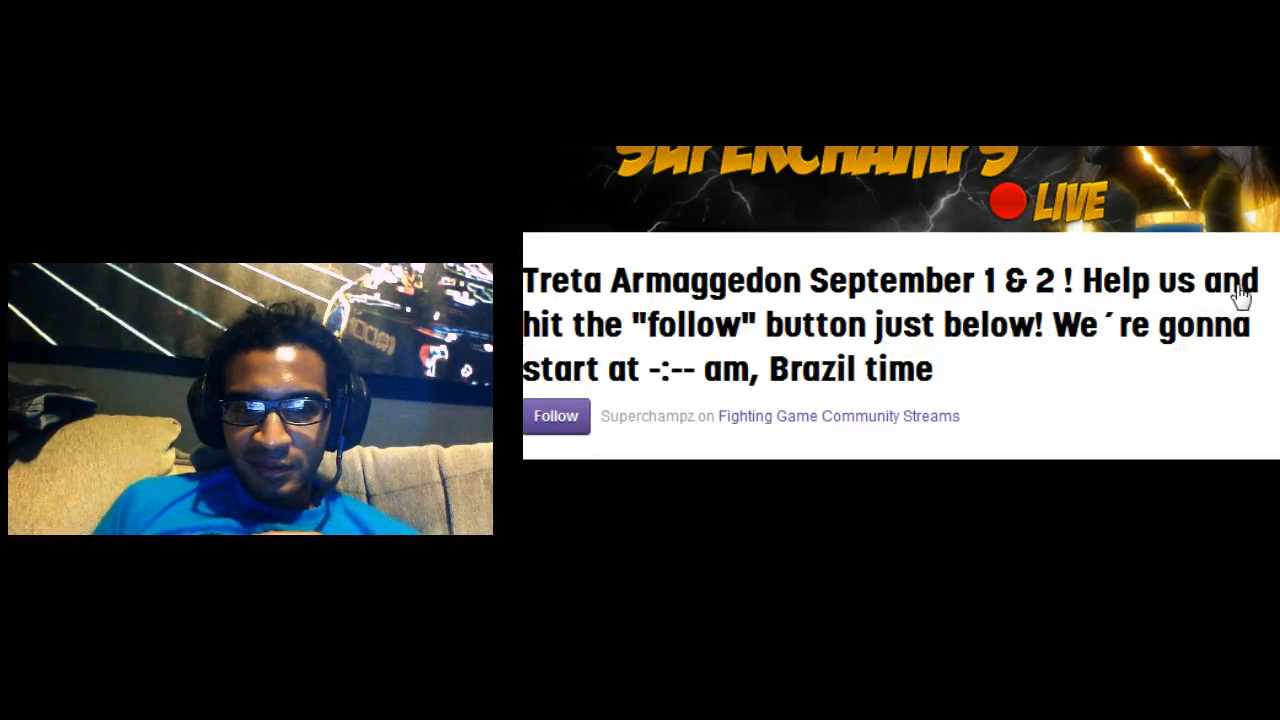 SUPERCHAMPS
LIVE
Treta Armaggedon September 1 & 2 ! Help us and
hit the "follow" button just below! We´re gonna
start at -:-- am, Brazil time
Follow Superchampz on Fighting Game Community Streams